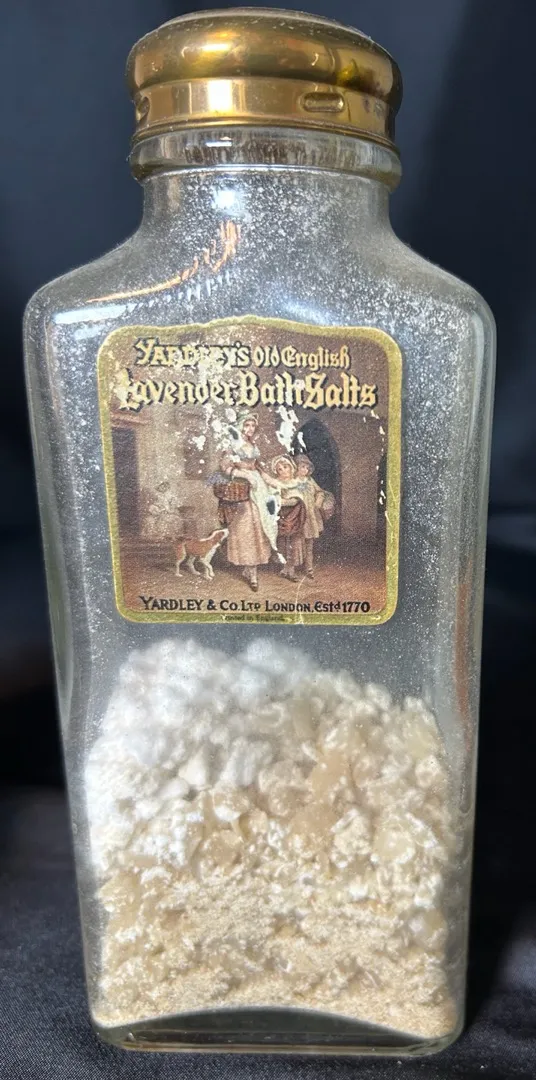 YARDLEY'S Old English
Lavender Bath Salts
YARDLEY & CO. LTD LONDON, Estd 1770
Printed in England.